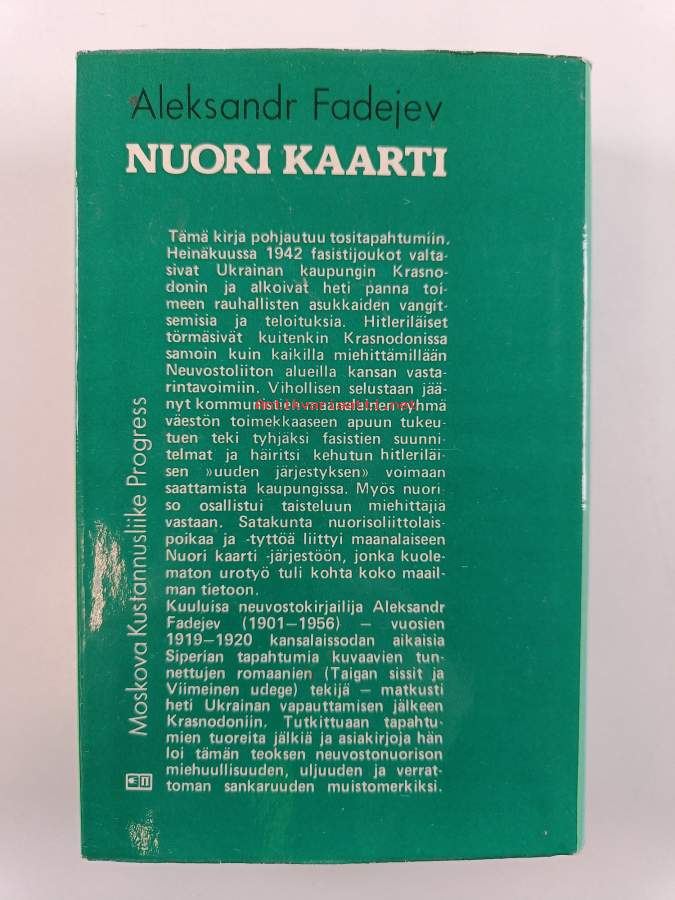 Aleksandr Fadejev
NUORI KAARTI
Tämä kirja pohjautuu tositapahtumiin.
Heinäkuussa 1942 fasistijoukot valta-
sivat Ukrainan kaupungin Krasno-
donin ja alkoivat heti panna toi-
meen rauhallisten asukkaiden vangit-
semisia ja teloituksia. Hitleriläiset
törmäsivät kuitenkin Krasnodonissa
samoin kuin kaikilla miehittämillään
Neuvostoliiton alueilla kansan vasta-
rintavoimiin. Vihollisen selustaan jää-
nyt kommunistien maanalainen ryhmä
väestön toimekkaaseen apuun tukeu-
tuen teki tyhjäksi fasistien suunni-
telmat ja häiritsi kehutun hitleriläi-
sen »uuden järjestyksen» voimaan
saattamista kaupungissa. Myös nuori-
so osallistui taisteluun miehittäjiä
vastaan. Satakunta nuorisoliittolais-
poikaa ja -tyttöä liittyi maanalaiseen
Nuori kaarti -järjestöön, jonka kuole-
maton urotyö tuli kohta koko maail-
man tietoon.
Kuuluisa neuvostokirjailija Aleksandr
Fadejev (1901–1956) – vuosien
1919–1920 kansalaissodan aikaisia
Siperian tapahtumia kuvaavien tun-
nettujen romaanien (Taigan sissit ja
Viimeinen udege) tekijä – matkusti
heti Ukrainan vapauttamisen jälkeen
Krasnodoniin. Tutkittuaan tapahtu-
mien tuoreita jälkiä ja asiakirjoja hän
loi tämän teoksen neuvostonuorison
miehuullisuuden, uljuuden ja verrat-
toman sankaruuden muistomerkiksi.
Moskova Kustannusliike Progress